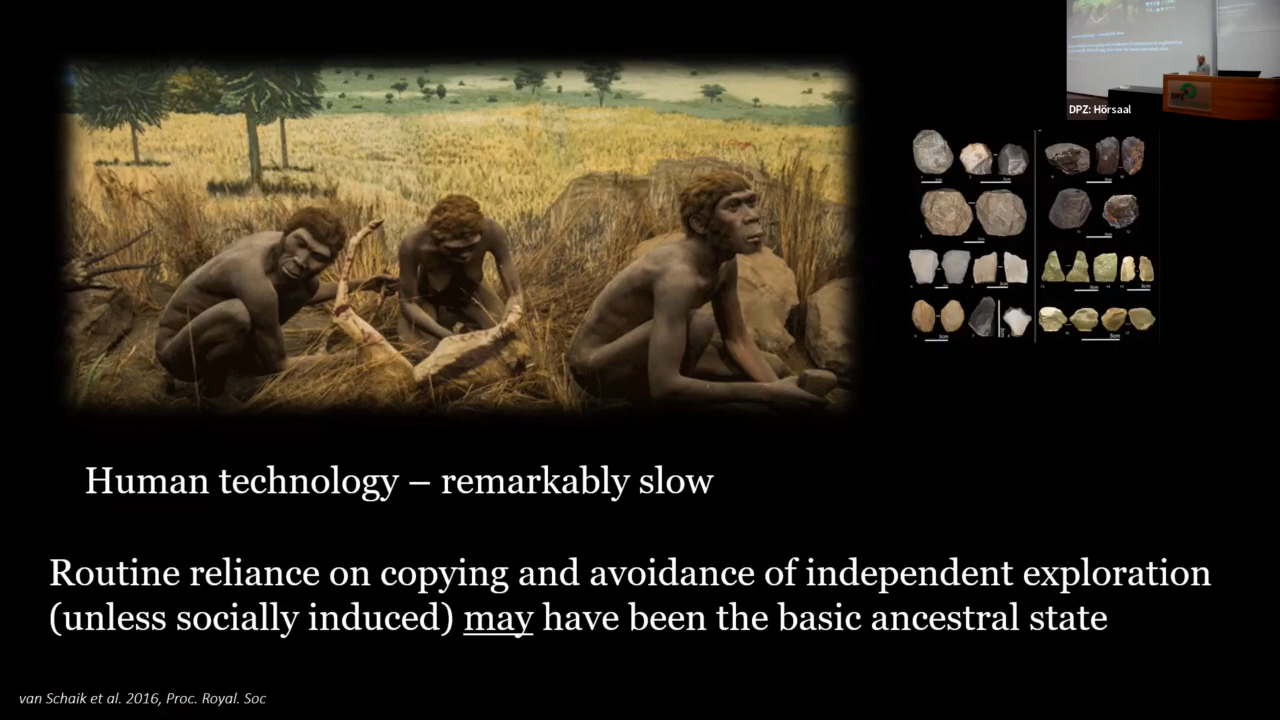 DPZ: Hörsaal
Human technology – remarkably slow
Routine reliance on copying and avoidance of independent exploration
(unless socially induced) may have been the basic ancestral state
van Schaik et al. 2016, Proc. Royal. Soc